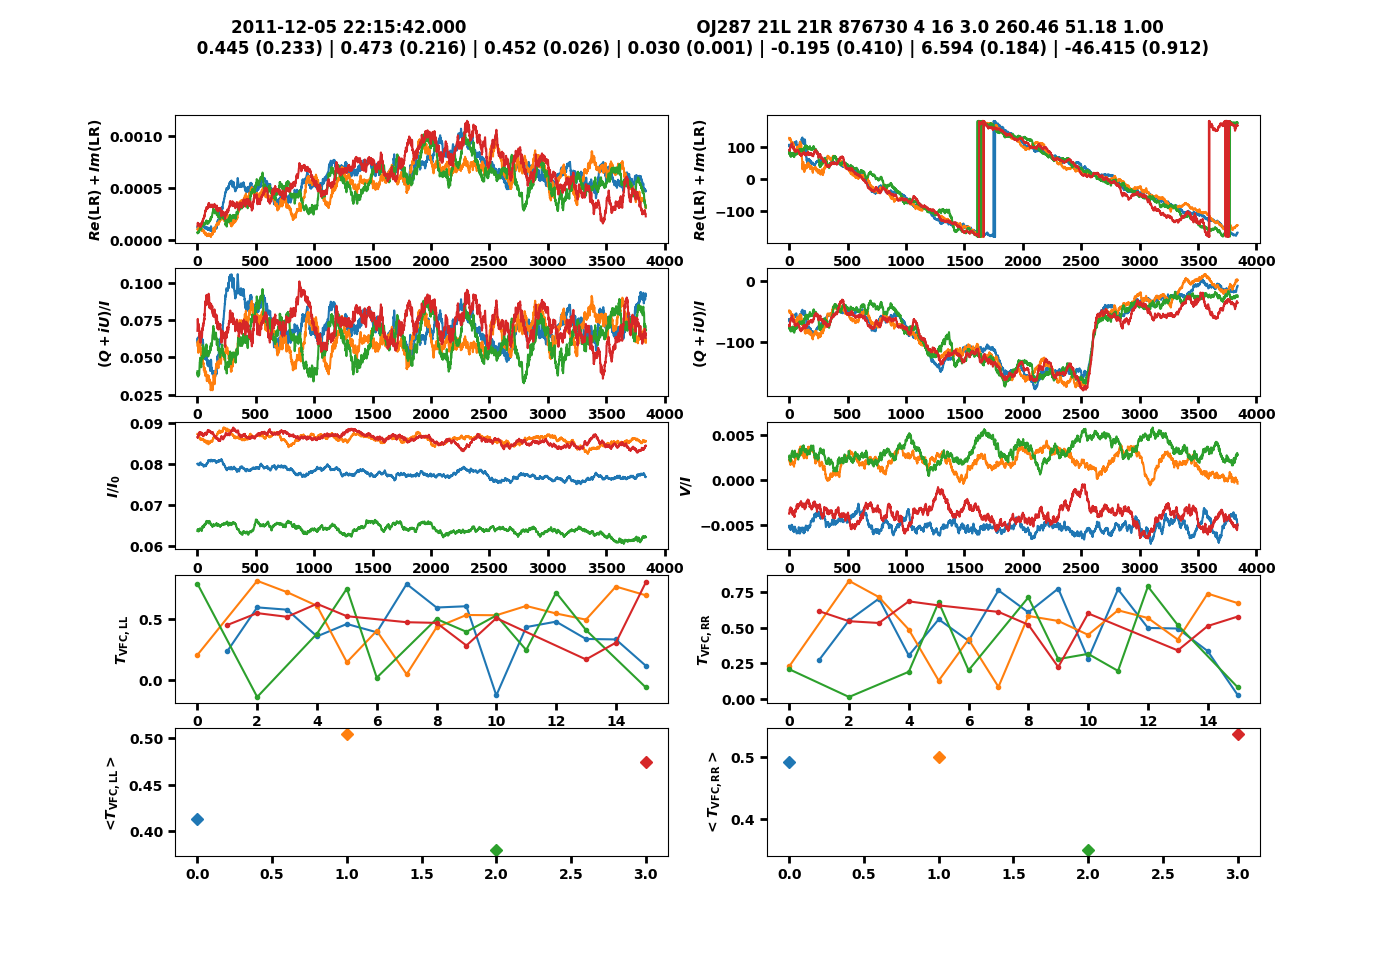 2011-12-05 22:15:42.000 OJ287 21L 21R 876730 4 16 3.0 260.46 51.18 1.00
0.445 (0.233) | 0.473 (0.216) | 0.452 (0.026) | 0.030 (0.001) | -0.195 (0.410) | 6.594 (0.184) | -46.415 (0.912)
Re(LR) + Im(LR)
0.0010
0.0005
0.0000
0 500 1000 1500 2000 2500 3000 3500 4000
Re(LR) + Im(LR)
100
0
−100
0 500 1000 1500 2000 2500 3000 3500 4000
(Q + iU)/I
0.100
0.075
0.050
0.025
0 500 1000 1500 2000 2500 3000 3500 4000
(Q + iU)/I
0
−100
0 500 1000 1500 2000 2500 3000 3500 4000
I/I0
0.09
0.08
0.07
0.06
0 500 1000 1500 2000 2500 3000 3500 4000
V/I
0.005
0.000
−0.005
0 500 1000 1500 2000 2500 3000 3500 4000
TVFC, LL
0.5
0.0
0 2 4 6 8 10 12 14
TVFC, RR
0.75
0.50
0.25
0.00
0 2 4 6 8 10 12 14
<TVFC, LL >
0.50
0.45
0.40
0.0 0.5 1.0 1.5 2.0 2.5 3.0
< TVFC, RR >
0.5
0.4
0.0 0.5 1.0 1.5 2.0 2.5 3.0